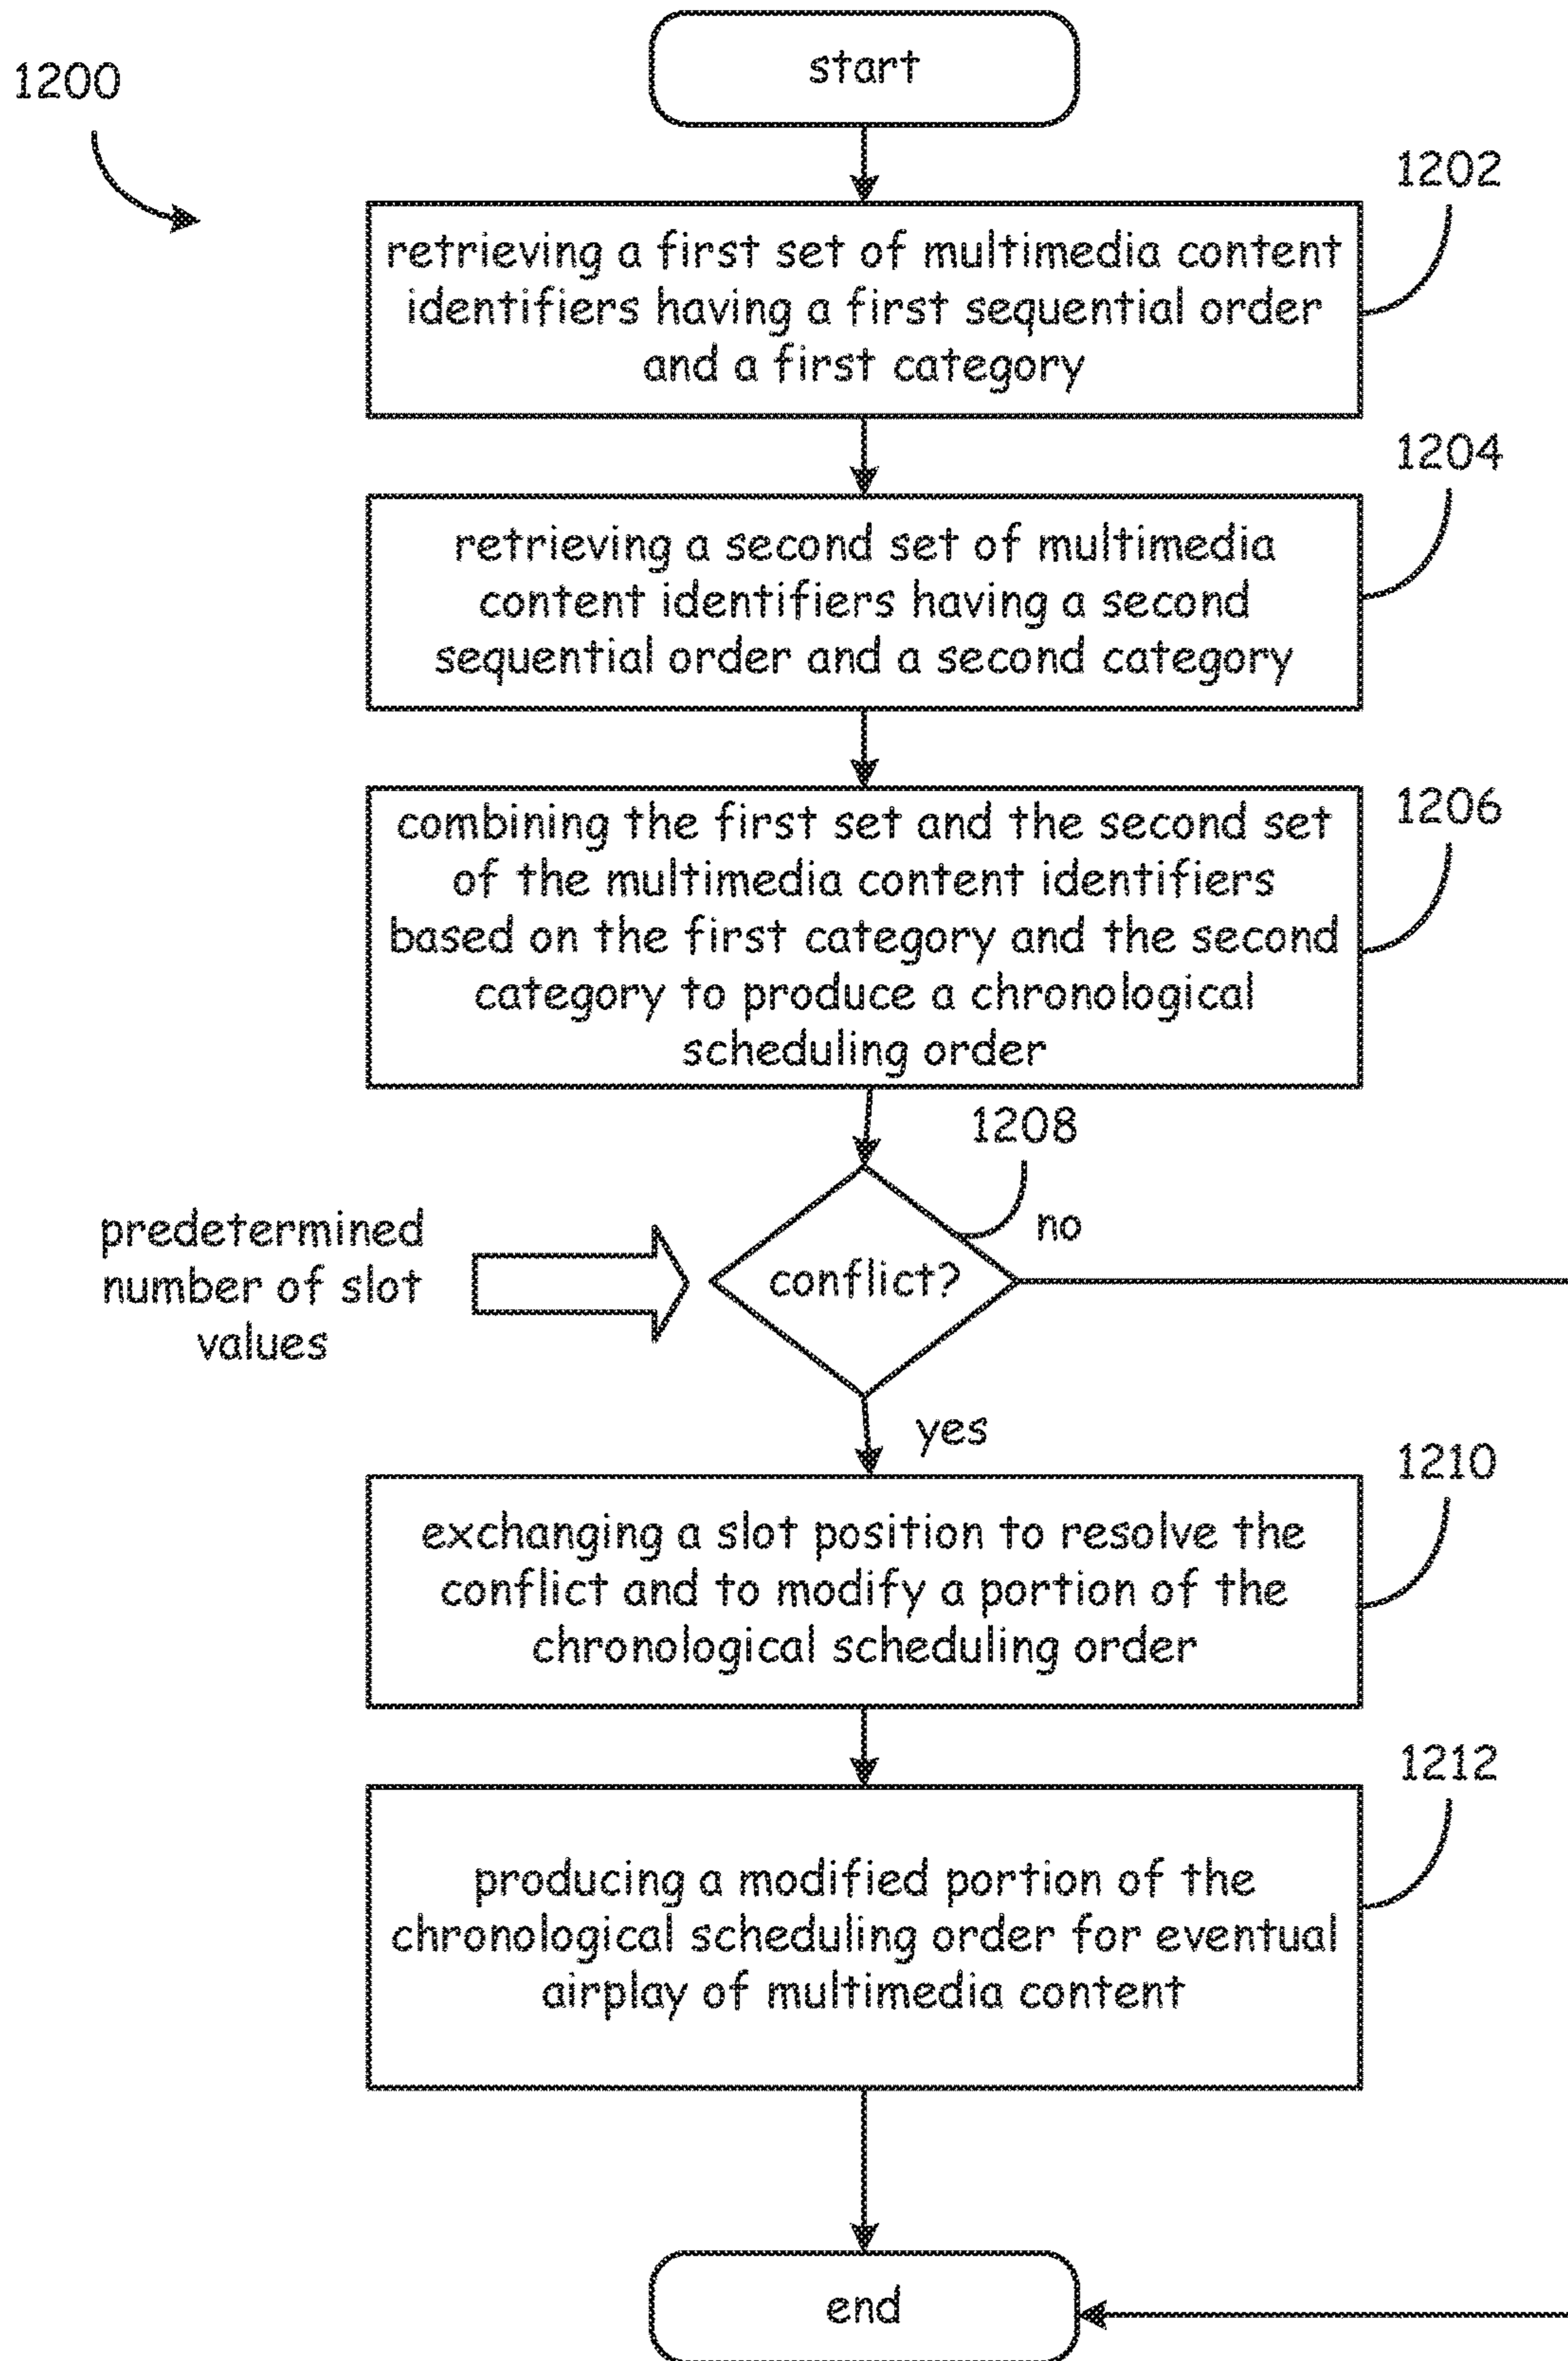 start
1200
1202
retrieving a first set of multimedia content
identifiers having a first sequential order
and a first category
1204
retrieving a second set of multimedia
content identifiers having a second
sequential order and a second category
1206
combining the first set and the second set
of the multimedia content identifiers
based on the first category and the second
category to produce a chronological
scheduling order
1208
no
predetermined
number of slot
values
conflict?
yes
1210
exchanging a slot position to resolve the
conflict and to modify a portion of the
chronological scheduling order
1212
producing a modified portion of the
chronological scheduling order for eventual
airplay of multimedia content
end